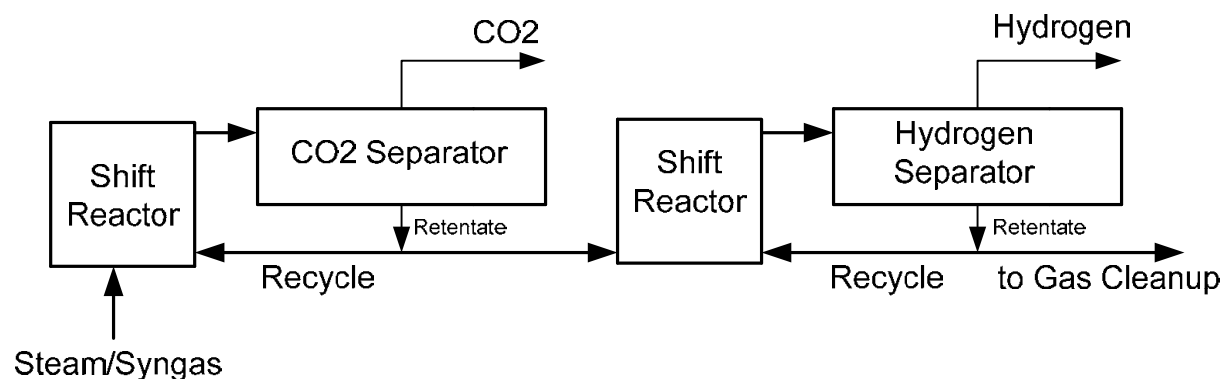 CO2
Hydrogen
Shift
Reactor
CO2 Separator
Shift
Reactor
Hydrogen
Separator
Retentate
Retentate
Recycle
Recycle
to Gas Cleanup
Steam/Syngas